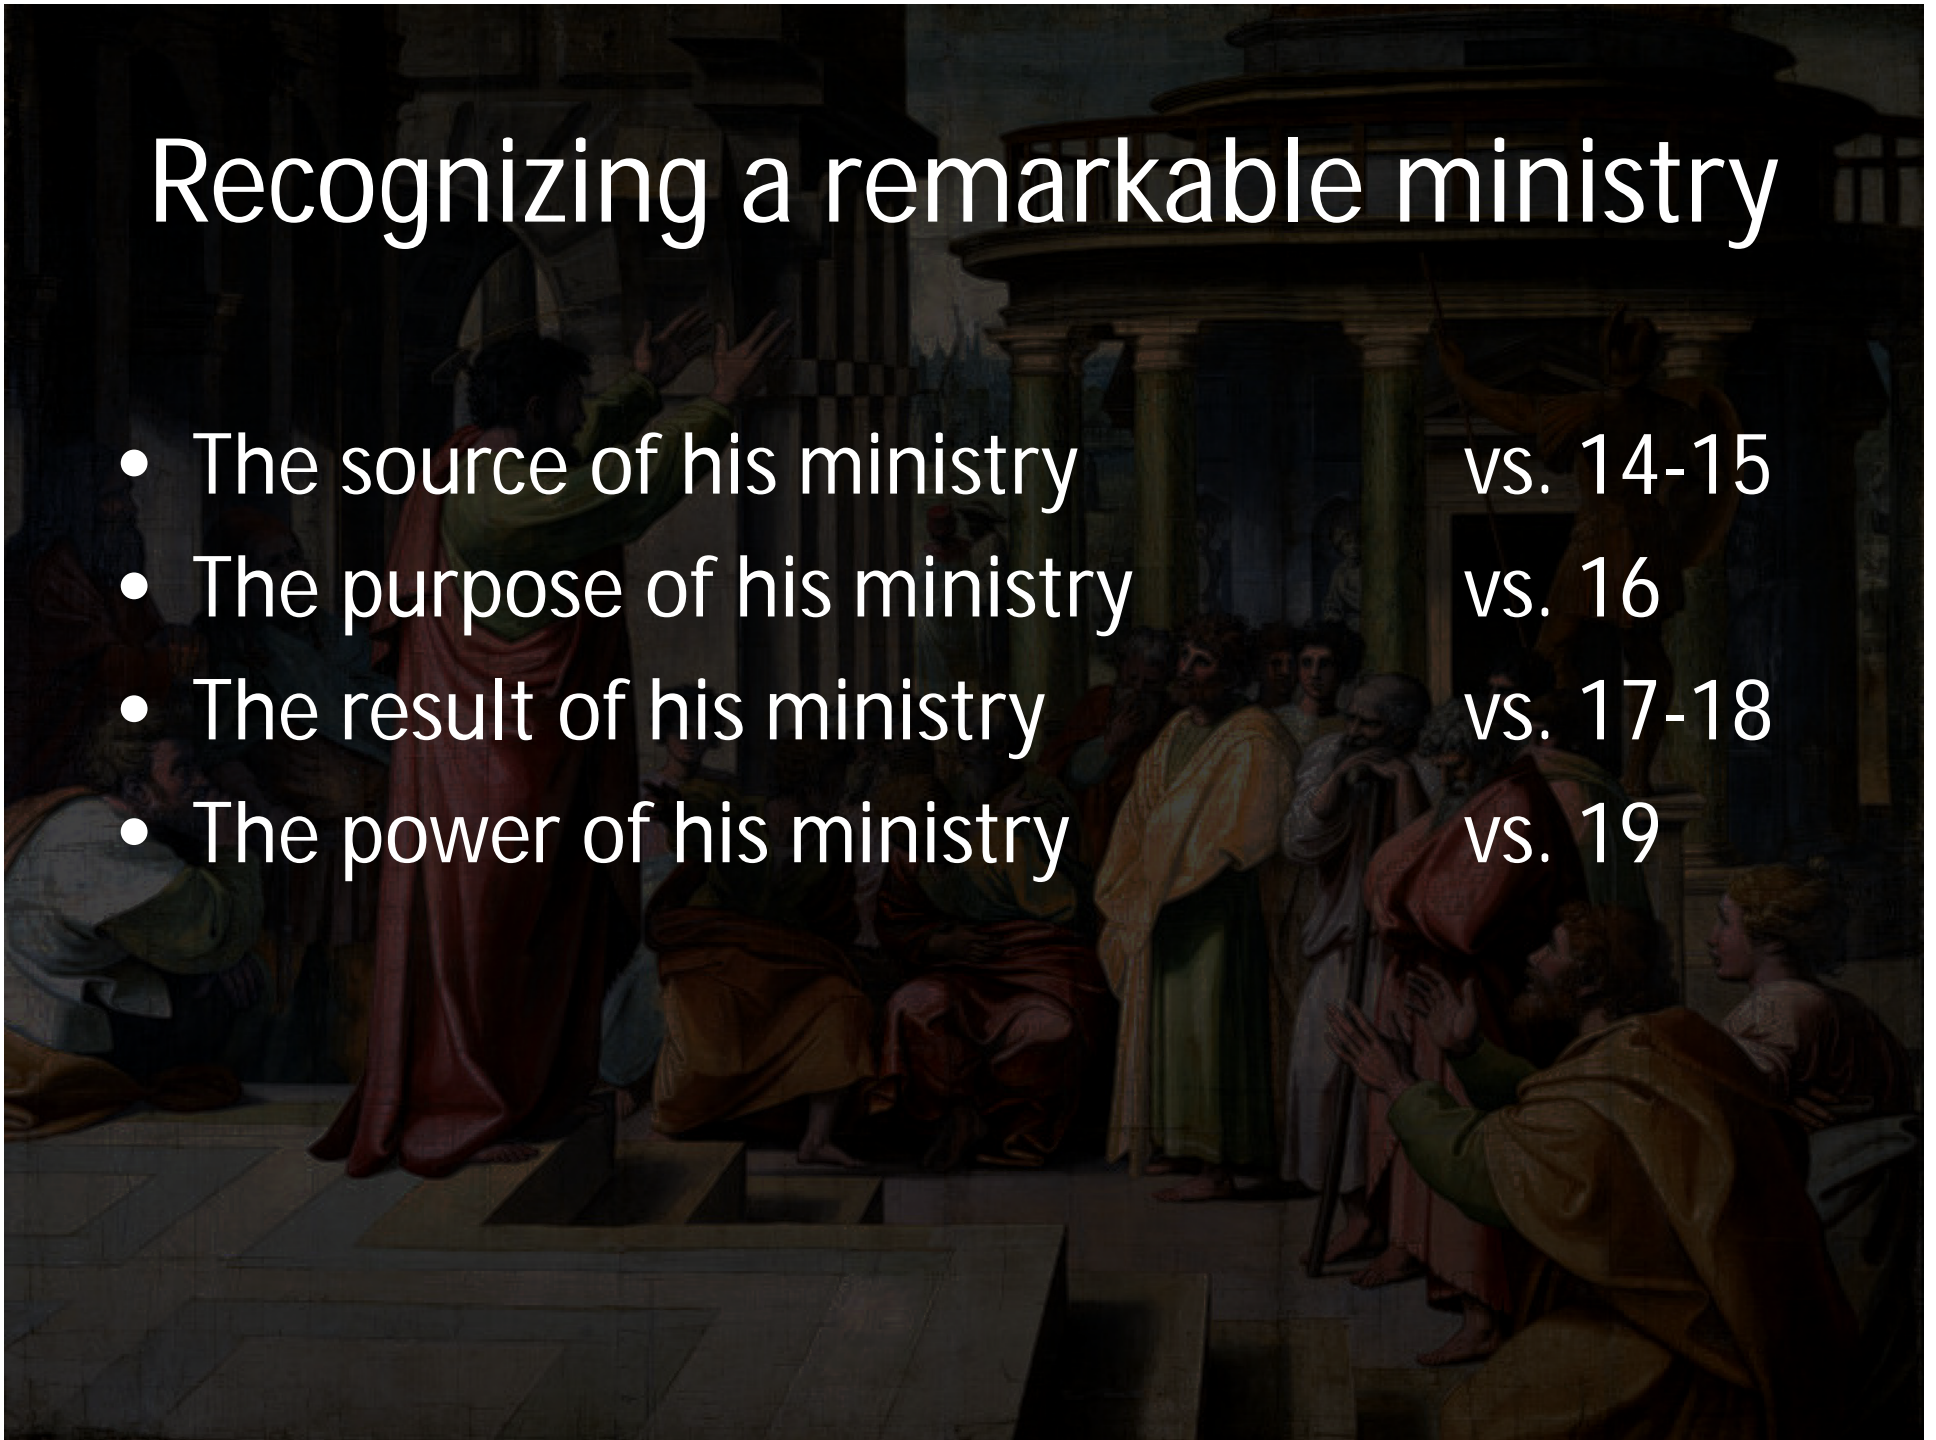 Recognizing a remarkable ministry
• The source of his ministry vs. 14-15
• The purpose of his ministry vs. 16
• The result of his ministry vs. 17-18
• The power of his ministry vs. 19